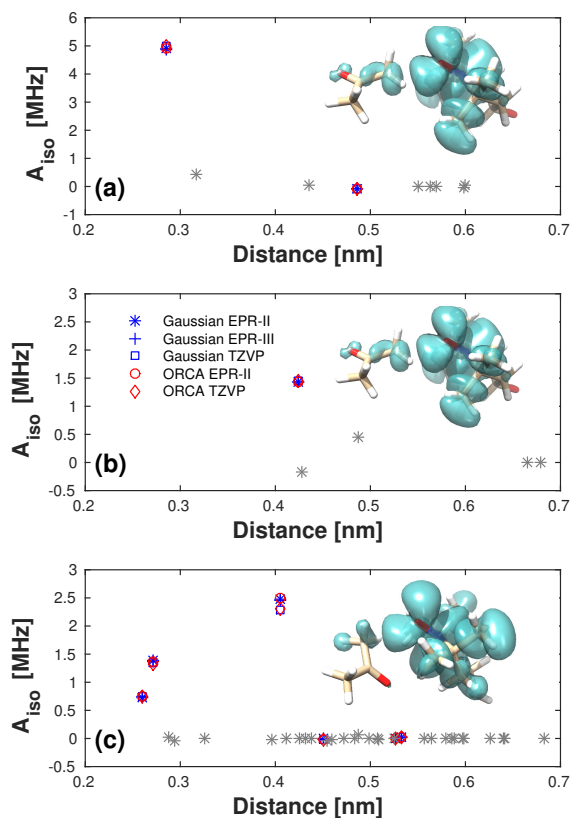 6
5
4
3
2
1
0
-1
A_iso [MHz]
(a)
0.2 0.3 0.4 0.5 0.6 0.7
Distance [nm]
3
2.5
2
1.5
1
0.5
0
-0.5
A_iso [MHz]
Gaussian EPR-II
Gaussian EPR-III
Gaussian TZVP
ORCA EPR-II
ORCA TZVP
(b)
0.2 0.3 0.4 0.5 0.6 0.7
Distance [nm]
3
2.5
2
1.5
1
0.5
0
-0.5
A_iso [MHz]
(c)
0.2 0.3 0.4 0.5 0.6 0.7
Distance [nm]